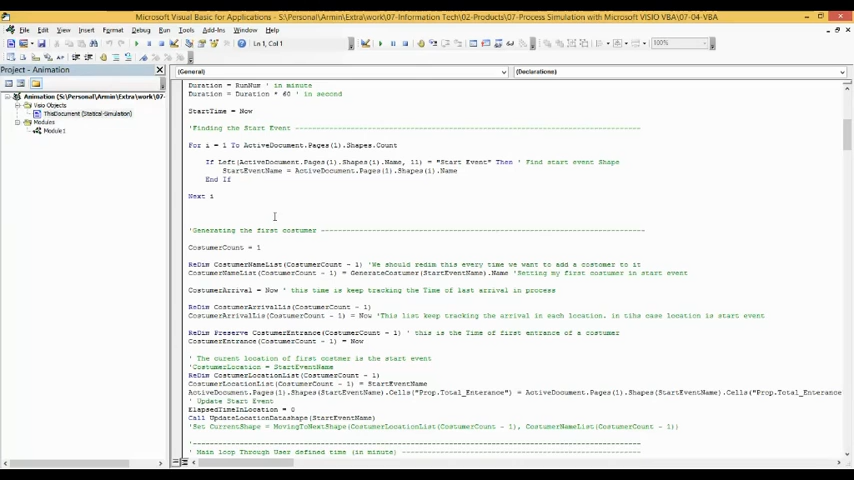 Microsoft Visual Basic for Applications - S:\Personal\Armin\Extra\work\07-Information Tech\02-Products\07-Process Simulation with Microsoft VISIO VBA\07-04-VBA
File Edit View Insert Format Debug Run Tools Add-Ins Window Help
Ln 1, Col 1
100%
Project - Animation
(General)
(Declarations)
Animation (S:\Personal\Armin\Extra\work\07-
Visio Objects
ThisDocument (Statical-Simulation)
Modules
Module1
Duration = RunNum ' in minute
Duration = Duration * 60 ' in second
StartTime = Now
'Finding the Start Event --------------------------------------------------------------------------
For i = 1 To ActiveDocument.Pages(1).Shapes.Count
If Left(ActiveDocument.Pages(1).Shapes(i).Name, 11) = "Start Event" Then ' Find start event Shape
StartEventName = ActiveDocument.Pages(1).Shapes(i).Name
End If
Next i
'Generating the first costumer ----------------------------------------------------------------------
CostumerCount = 1
ReDim CostumerNameList(CostumerCount - 1) 'We should redim this every time we want to add a costomer to it
CostumerNameList(CostumerCount - 1) = GenerateCostumer(StartEventName).Name 'Setting my first costumer in start event
CostumerArrival = Now ' this time is keep tracking the Time of last arrival in process
ReDim CostumerArrivalLis(CostumerCount - 1)
CostumerArrivalLis(CostumerCount - 1) = Now 'This list keep tracking the arrival in each location. in tihs case location is start event
ReDim Preserve CostumerEntrance(CostumerCount - 1) ' this is the Time of first entrance of a costumer
CostumerEntrance(CostumerCount - 1) = Now
' The curent location of first costmer is the start event
'CostumerLocation = StartEventName
ReDim CostumerLocationList(CostumerCount - 1)
CostumerLocationList(CostumerCount - 1) = StartEventName
ActiveDocument.Pages(1).Shapes(StartEventName).Cells("Prop.Total_Enterance") = ActiveDocument.Pages(1).Shapes(StartEventName).Cells("Prop.Total_Enterance
' Update Start Event
ElapsedTimeInLocation = 0
Call UpdateLocationDatashape(StartEventName)
'Set CurrentShape = MovingToNextShape(CostumerLocationList(CostumerCount - 1), CostumerNameList(CostumerCount - 1))
'----------------------------------------------------------------------------------------------------
' Main loop Through User defined time (in minute) -----------------------------------------------------